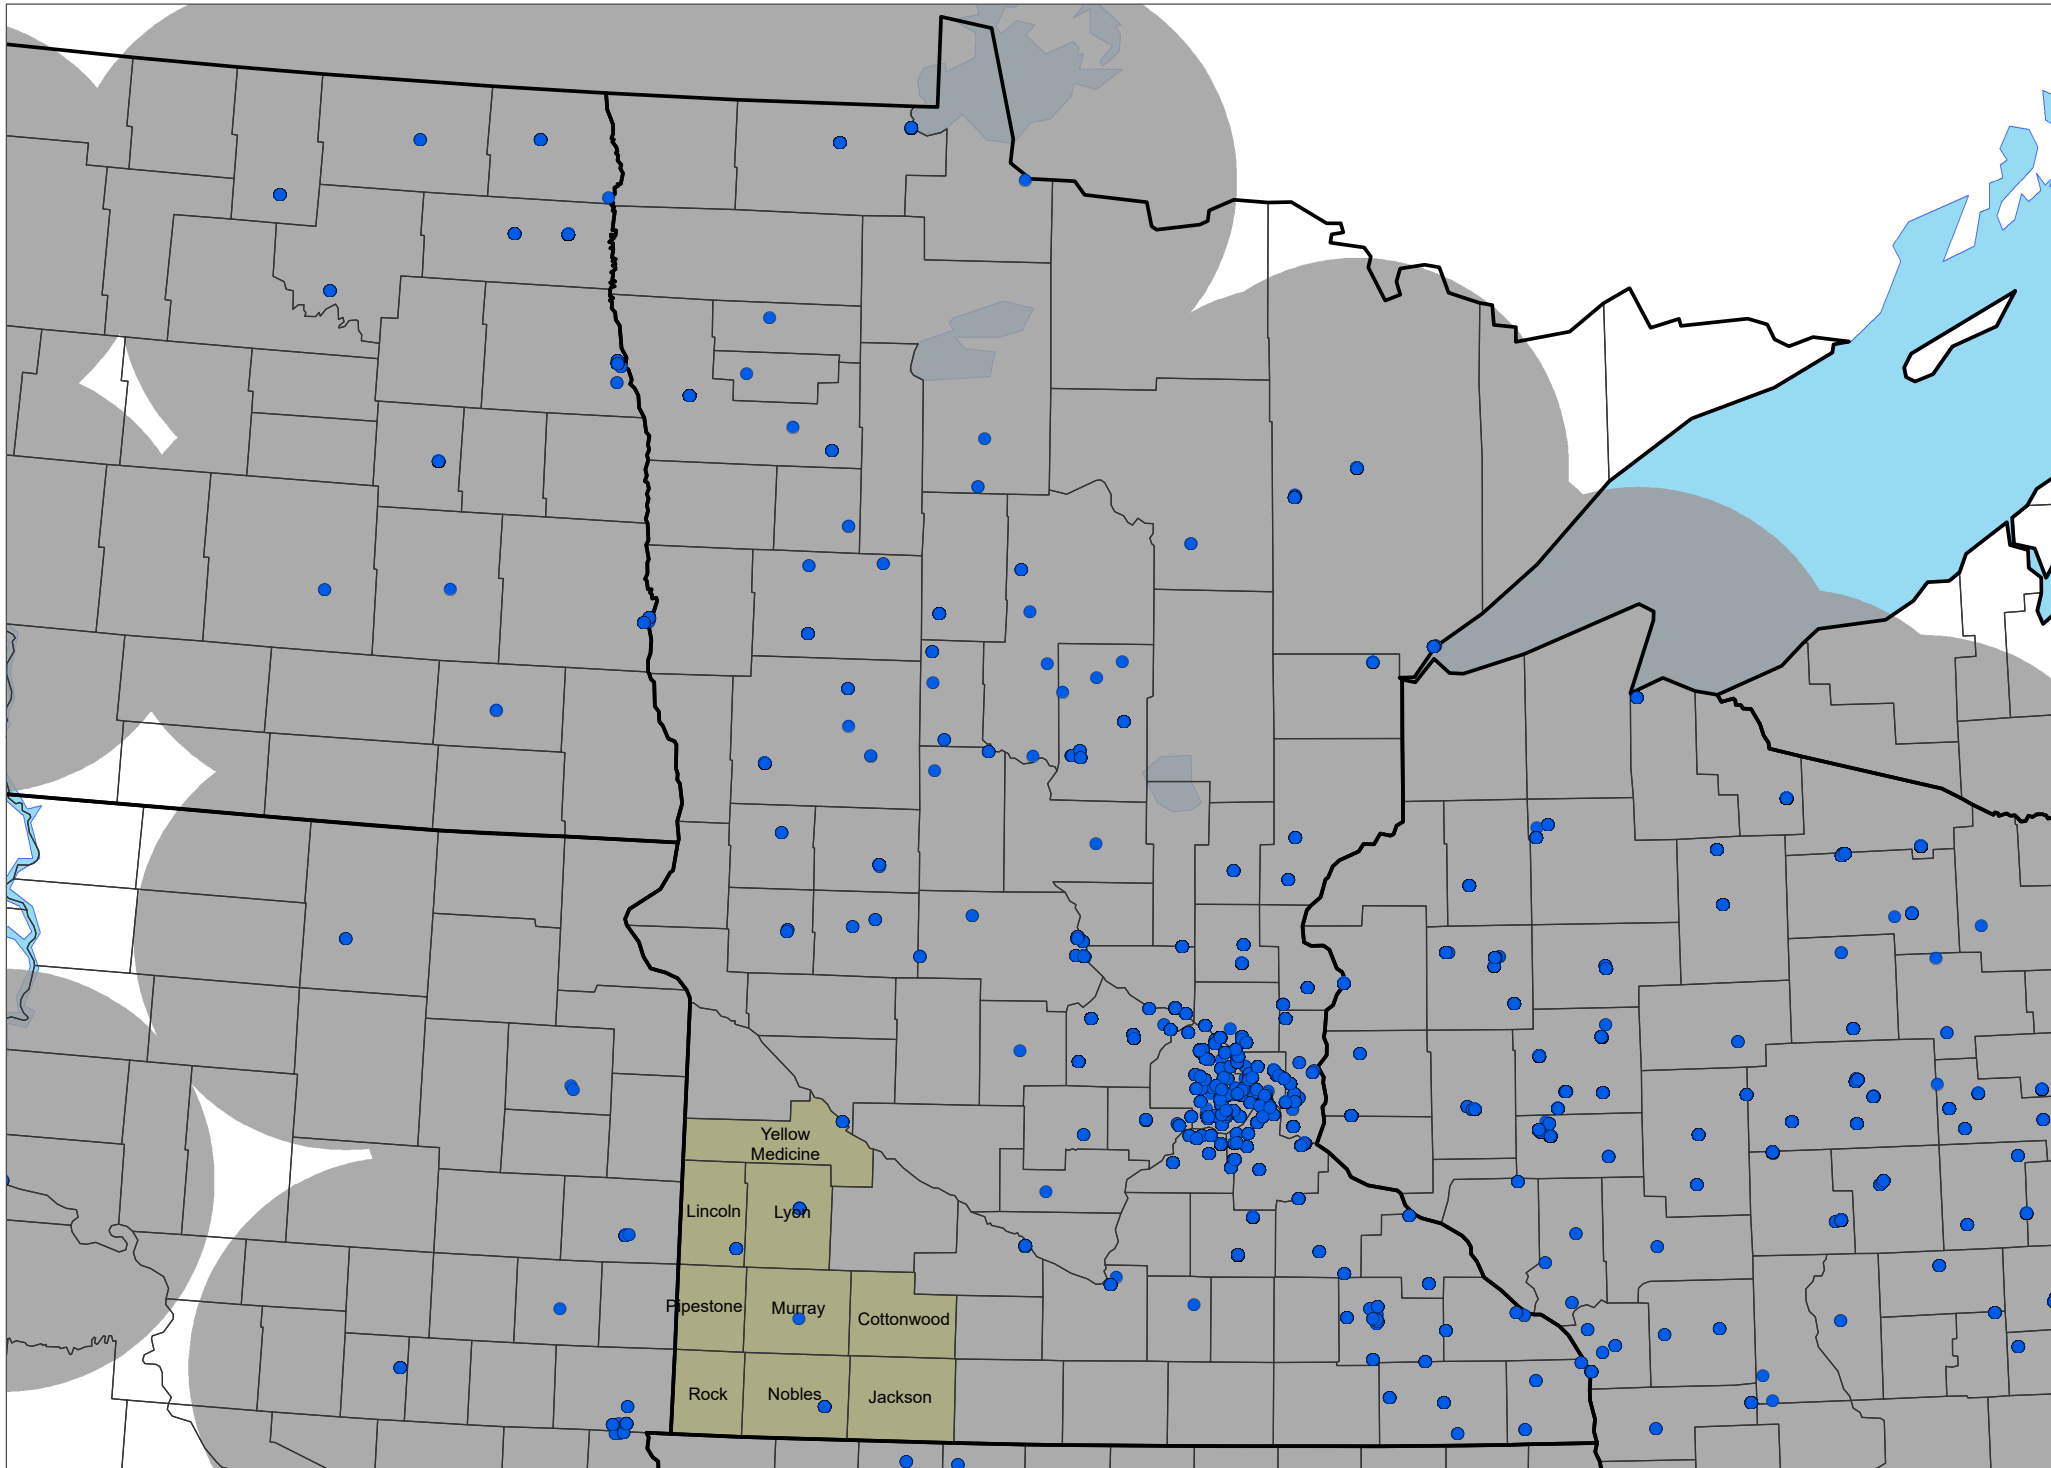 Yellow
Medicine
Lincoln
Lyon
Pipestone
Murray
Cottonwood
Rock
Nobles
Jackson